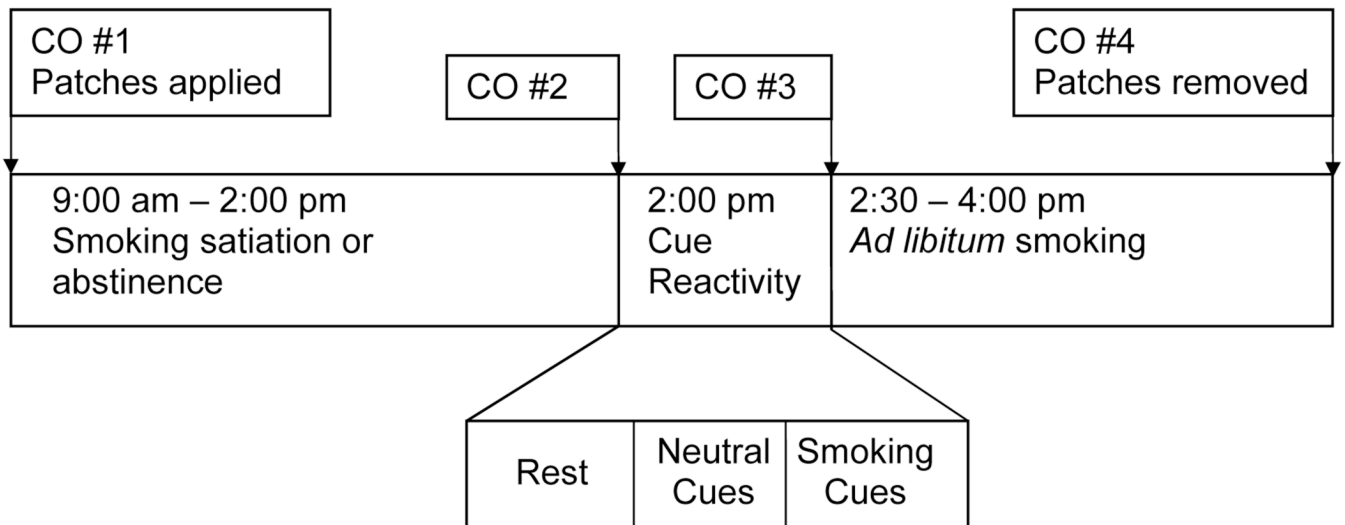 CO #1
Patches applied
CO #2
CO #3
CO #4
Patches removed
9:00 am – 2:00 pm
Smoking satiation or
abstinence
2:00 pm
Cue
Reactivity
2:30 – 4:00 pm
Ad libitum smoking
Rest
Neutral
Cues
Smoking
Cues